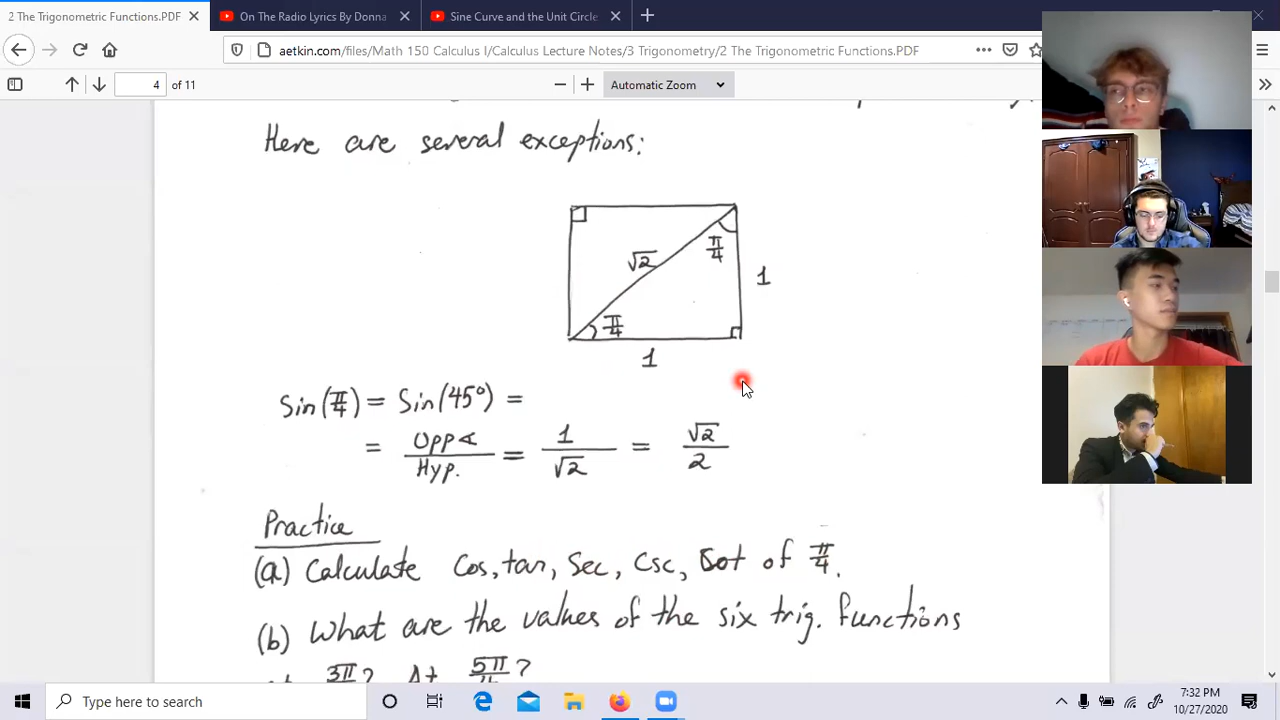 2 The Trigonometric Functions.PDF
On The Radio Lyrics By Donna
Sine Curve and the Unit Circle
aetkin.com/files/Math 150 Calculus I/Calculus Lecture Notes/3 Trigonometry/2 The Trigonometric Functions.PDF
4 of 11
Automatic Zoom
Here are several exceptions:
√2
π/4
1
π/4
1
Sin(π/4) = Sin(45°) =
= Opp∢/Hyp. = 1/√2 = √2/2
Practice
(a) Calculate Cos, tan, Sec, Csc, Cot of π/4.
(b) What are the values of the six trig. functions
3π ? At 5π ?
Type here to search
7:32 PM
10/27/2020